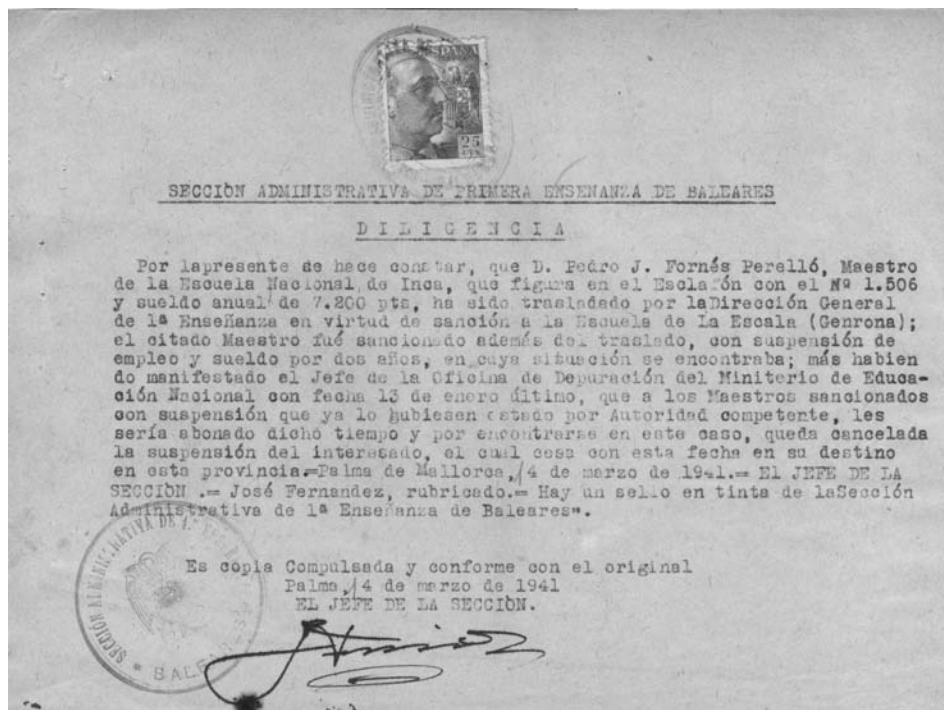 ESPAÑA
25
CTS
SECCIÒN ADMINISTRATIVA DE PRIMERA ENSEÑANZA DE BALEARES
DILIGENCIA
Por lapresente se hace constar, que D. Pedro J. Fornés Perelló, Maestro
de la Escuela Nacional de Inca, que figura en el Esclafón con el Nº 1.506
y sueldo anual de 7.200 pts, ha sido trasladado por laDirección General
de 1ª Enseñanza en virtud de sanción a la Escuela de La Escala (Genrona);
el citado Maestro fué sancionado además del traslado, con suspensión de
empleo y sueldo por dos años, en cuya situación se encontraba; más habien
do manifestado el Jefe de la Oficina de Depuración del Miniterio de Educa-
ción Nacional con fecha 13 de enero último, que a los Maestros sancionados
con suspensión que ya lo hubiesen estado por Autoridad competente, les
sería abonado dicho tiempo y por encontrarse en este caso, queda cancelada
la suspensión del interesado, el cual cesa con esta fecha en su destino
en esta provincia.=Palma de Mallorca, 14 de marzo de 1941.= EL JEFE DE LA
SECCIÒN .= José Fernandez, rubricado.= Hay un sello en tinta de laSección
Administrativa de 1ª Enseñanza de Baleares".
Es copia Compulsada y conforme con el original
Palma, 14 de marzo de 1941
EL JEFE DE LA SECCIÒN.
SECCION ADMINISTRATIVA DE 1.ª